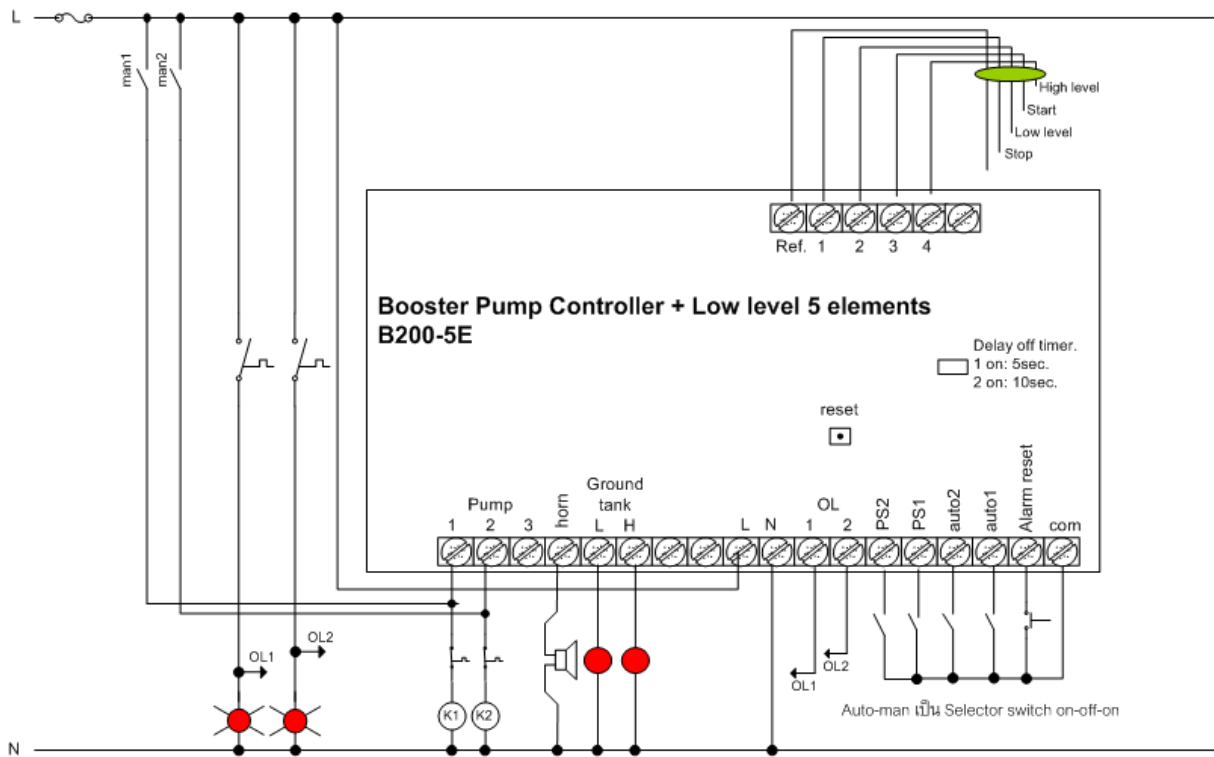 L
man1
man2
High level
Start
Low level
Stop
Ref. 1 2 3 4
Booster Pump Controller + Low level 5 elements
B200-5E
Delay off timer.
1 on: 5sec.
2 on: 10sec.
reset
Pump
1 2 3
horn
Ground
tank
L H
L N
OL
1 2
PS2
PS1
auto2
auto1
Alarm reset
com
OL1
OL2
OL1
OL2
K1
K2
Auto-man เป็น Selector switch on-off-on
N